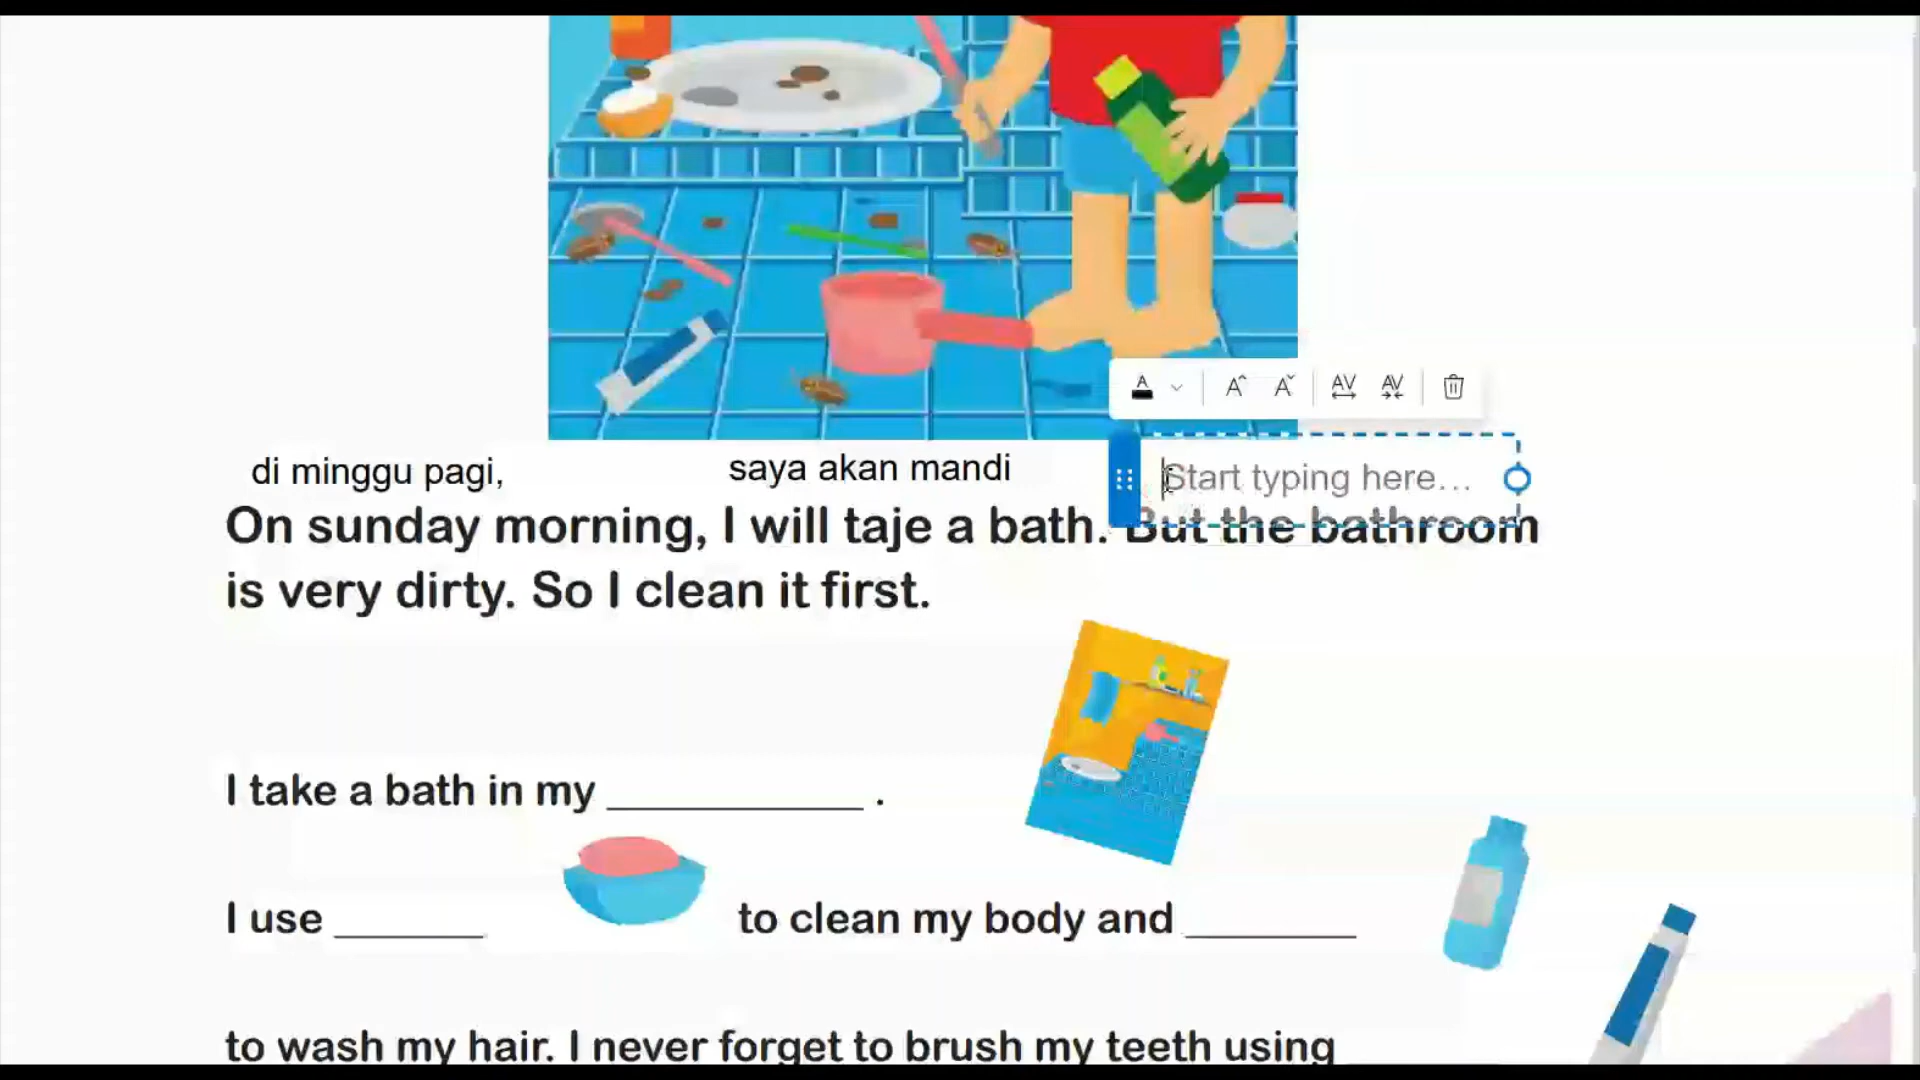 di minggu pagi, saya akan mandi Start typing here...
On sunday morning, I will taje a bath. But the bathroom
is very dirty. So I clean it first.
I take a bath in my ____________ .
I use _______ to clean my body and ________
to wash my hair. I never forget to brush my teeth using